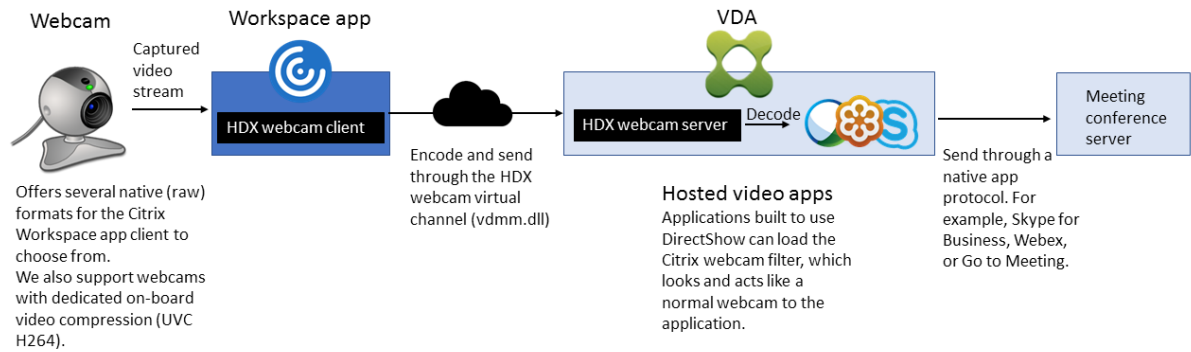 Webcam
Workspace app
VDA
Captured
video
stream
HDX webcam client
HDX webcam server
Decode
S
Meeting
conference
server
Offers several native (raw)
formats for the Citrix
Workspace app client to
choose from.
We also support webcams
with dedicated on-board
video compression (UVC
H264).
Encode and send
through the HDX
webcam virtual
channel (vdmm.dll)
Hosted video apps
Applications built to use
DirectShow can load the
Citrix webcam filter, which
looks and acts like a
normal webcam to the
application.
Send through a
native app
protocol. For
example, Skype for
Business, Webex,
or Go to Meeting.